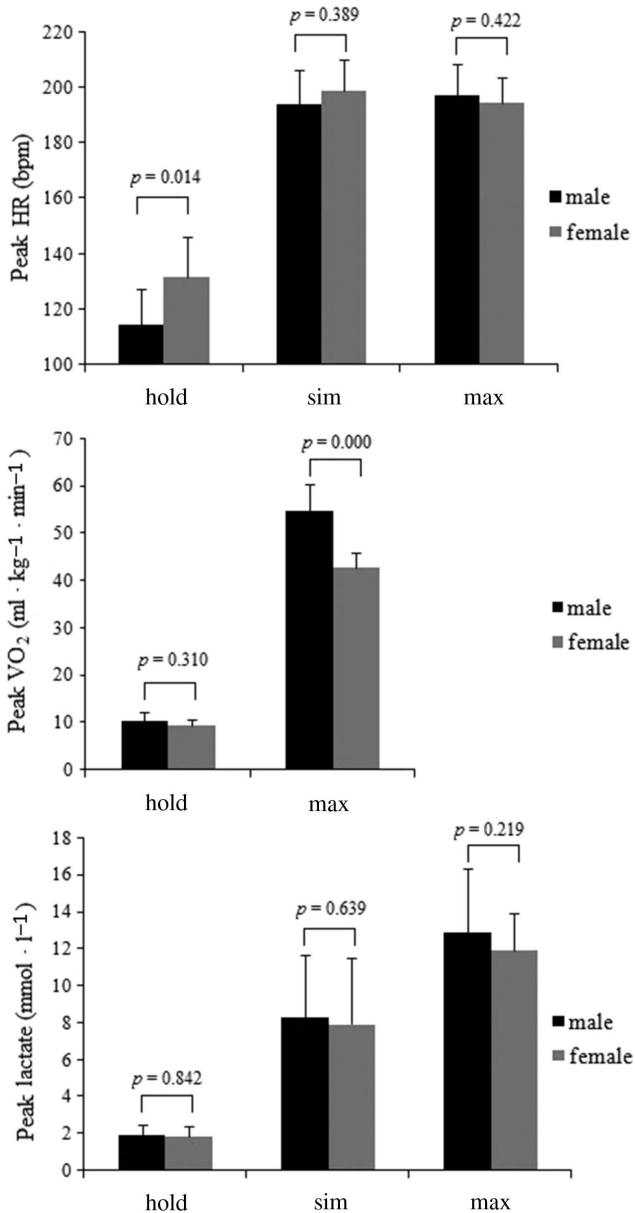 p = 0.389
p = 0.422
220
200
180
160
140
120
100
Peak HR (bpm)
p = 0.014
male
female
hold sim max
70
60
50
40
30
20
10
0
Peak VO₂ (ml · kg⁻¹ · min⁻¹)
p = 0.000
p = 0.310
male
female
hold max
18
16
14
12
10
8
6
4
2
0
Peak lactate (mmol · l⁻¹)
p = 0.219
p = 0.639
p = 0.842
male
female
hold sim max